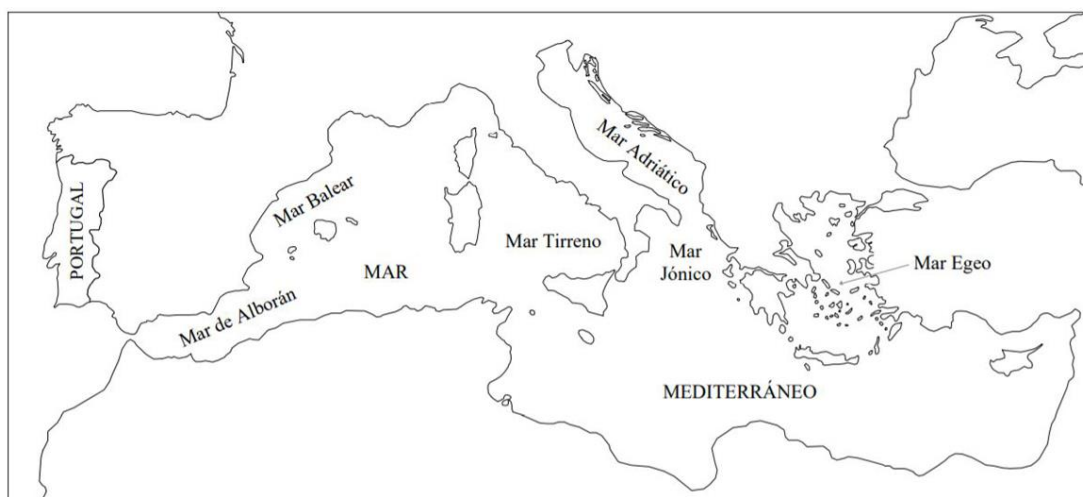 Mar Adriático
PORTUGAL
Mar Balear
Mar Tirreno
Mar
Jónico
Mar Egeo
MAR
Mar de Alborán
MEDITERRÁNEO